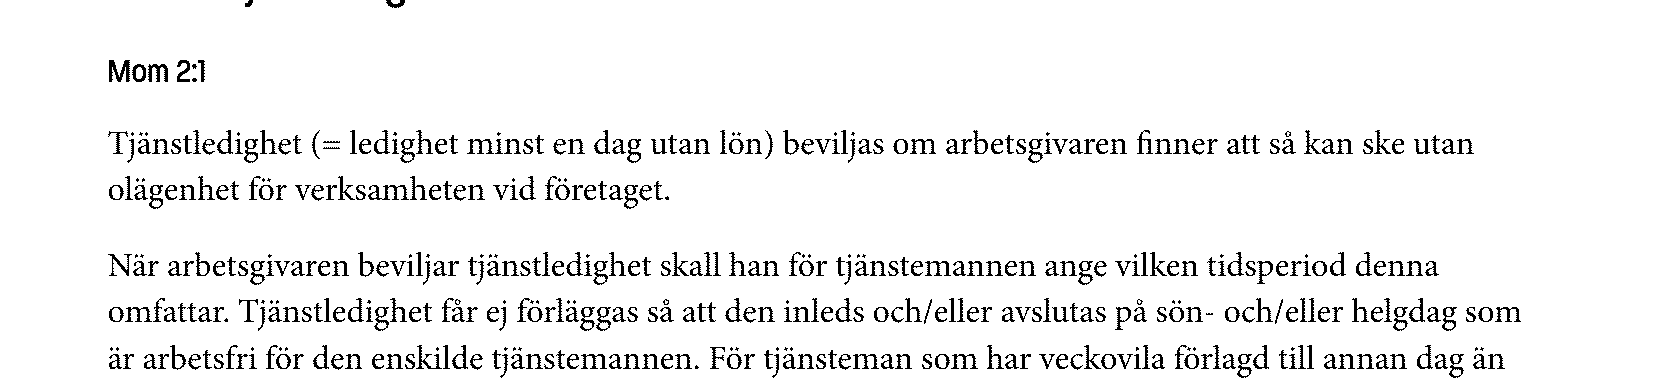 Mom 2:1
Tjänstledighet (= ledighet minst en dag utan lön) beviljas om arbetsgivaren finner att så kan ske utan
olägenhet för verksamheten vid företaget.
När arbetsgivaren beviljar tjänstledighet skall han för tjänstemannen ange vilken tidsperiod denna
omfattar. Tjänstledighet får ej förläggas så att den inleds och/eller avslutas på sön- och/eller helgdag som
är arbetsfri för den enskilde tjänstemannen. För tjänsteman som har veckovila förlagd till annan dag än